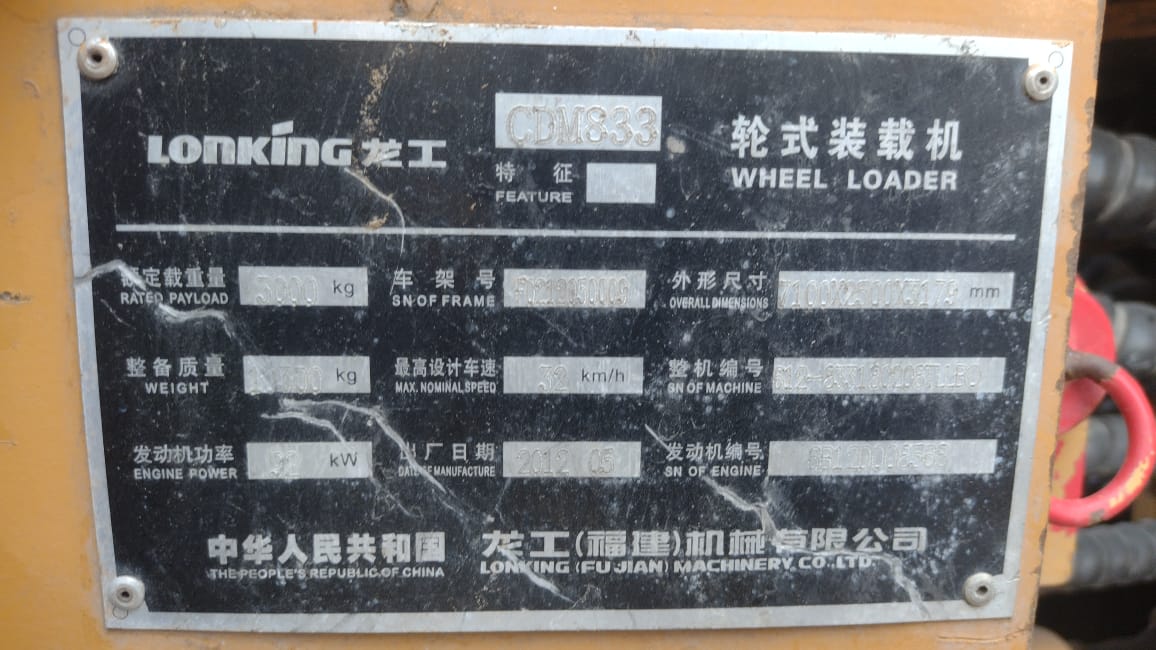 LONKING 龙工
CDM833
特 征
FEATURE
轮式装载机
WHEEL LOADER
额定载重量
RATED PAYLOAD
3000 kg
车 架 号
SN OF FRAME
外形尺寸
OVERALL DIMENSIONS
7100X2500X3175 mm
整备质量
WEIGHT
kg
最高设计车速
MAX. NOMINAL SPEED
32 km/h
整机编号
SN OF MACHINE
发动机功率
ENGINE POWER
92 kW
出厂日期
DATE OF MANUFACTURE
2012 05
发动机编号
SN OF ENGINE
中华人民共和国
THE PEOPLE'S REPUBLIC OF CHINA
龙工(福建)机械有限公司
LONKING (FUJIAN) MACHINERY CO. LTD.